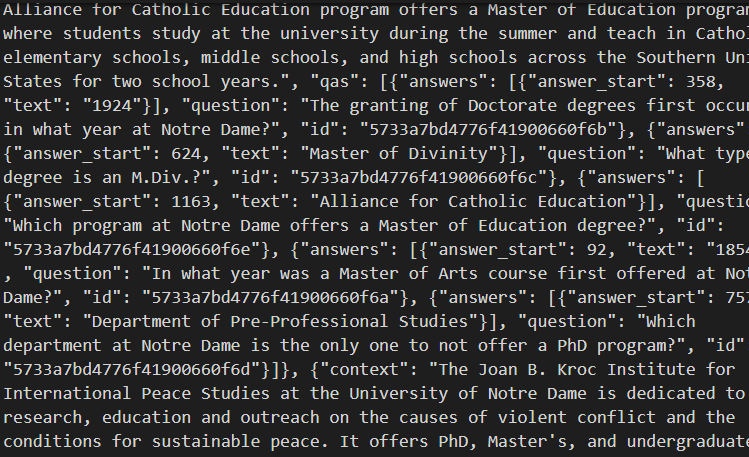 Alliance for Catholic Education program offers a Master of Education program
where students study at the university during the summer and teach in Catho
elementary schools, middle schools, and high schools across the Southern Uni
States for two school years.", "qas": [{"answers": [{"answer_start": 358,
"text": "1924"}], "question": "The granting of Doctorate degrees first occur
in what year at Notre Dame?", "id": "5733a7bd4776f41900660f6b"}, {"answers"
{"answer_start": 624, "text": "Master of Divinity"}], "question": "What type
degree is an M.Div.?", "id": "5733a7bd4776f41900660f6c"}, {"answers": [
{"answer_start": 1163, "text": "Alliance for Catholic Education"}], "questio
"Which program at Notre Dame offers a Master of Education degree?", "id":
"5733a7bd4776f41900660f6e"}, {"answers": [{"answer_start": 92, "text": "1854
, "question": "In what year was a Master of Arts course first offered at Not
Dame?", "id": "5733a7bd4776f41900660f6a"}, {"answers": [{"answer_start": 757
"text": "Department of Pre-Professional Studies"}], "question": "Which
department at Notre Dame is the only one to not offer a PhD program?", "id"
"5733a7bd4776f41900660f6d"}]}, {"context": "The Joan B. Kroc Institute for
International Peace Studies at the University of Notre Dame is dedicated to
research, education and outreach on the causes of violent conflict and the
conditions for sustainable peace. It offers PhD, Master's, and undergraduate